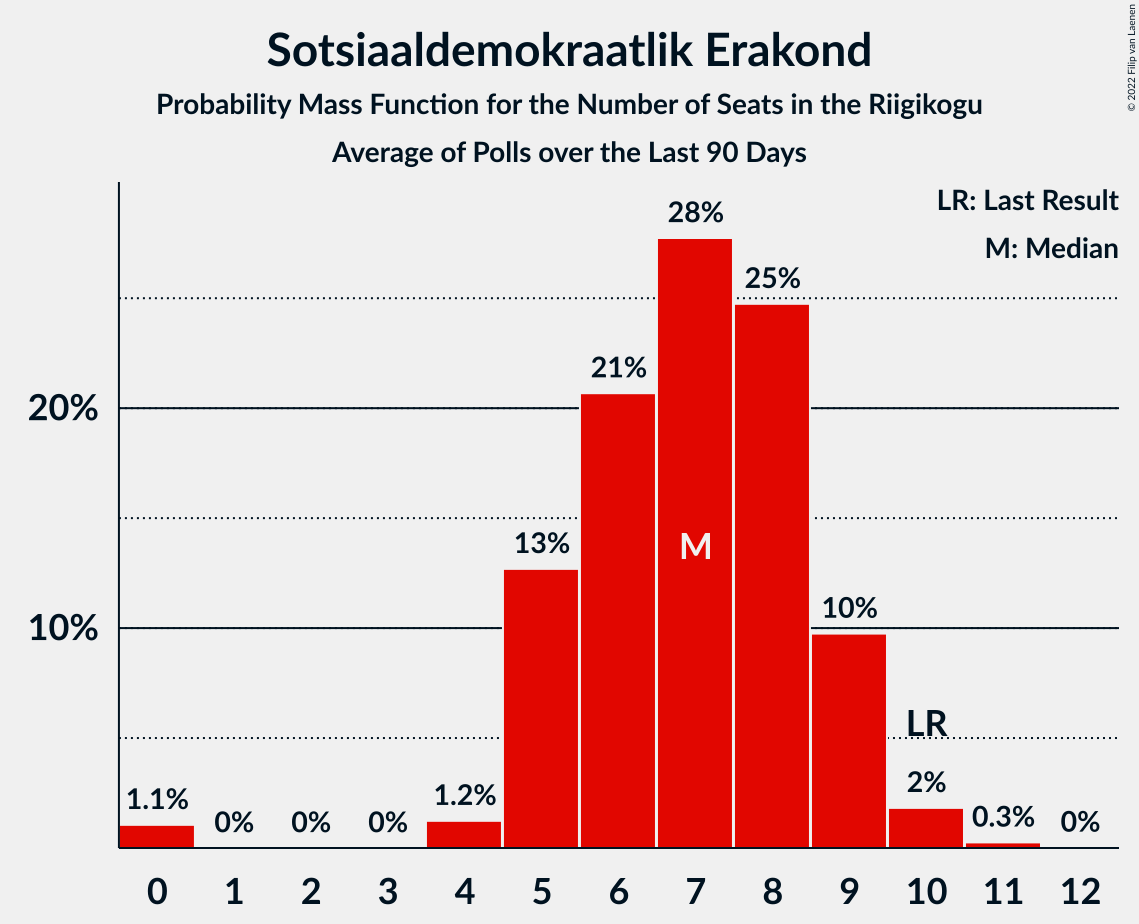 Sotsiaaldemokraatlik Erakond
Probability Mass Function for the Number of Seats in the Riigikogu
Average of Polls over the Last 90 Days
© 2022 Filip van Laenen
LR: Last Result
M: Median
28%
25%
21%
20%
13%
M
10%
10%
LR
2%
1.1%
0%
0%
0%
1.2%
0.3%
0%
0 1 2 3 4 5 6 7 8 9 10 11 12